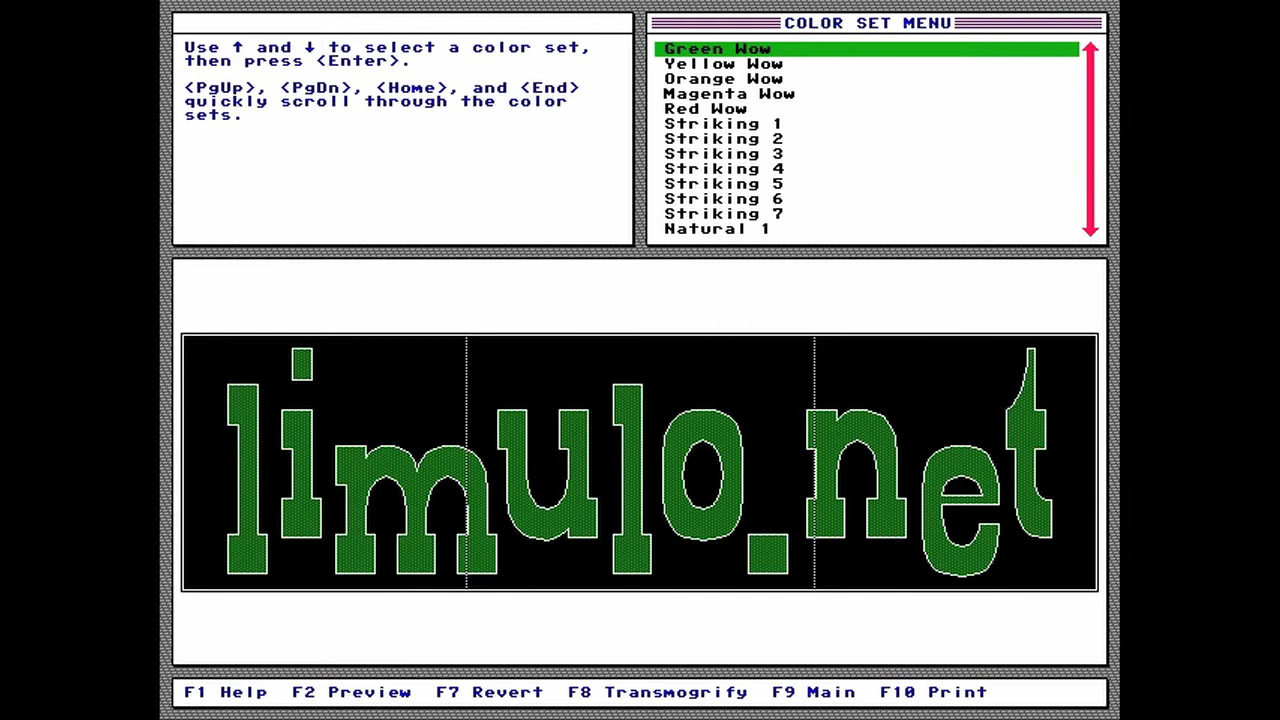 COLOR SET MENU
Use ↑ and ↓ to select a color set,
then press <Enter>.
<PgUp>, <PgDn>, <Home>, and <End>
quickly scroll through the color
sets.
Green Wow
Yellow Wow
Orange Wow
Magenta Wow
Red Wow
Striking 1
Striking 2
Striking 3
Striking 4
Striking 5
Striking 6
Striking 7
Natural 1
limulo.net
F1 Help F2 Preview F7 Revert F8 Transmogrify F9 Main F10 Print